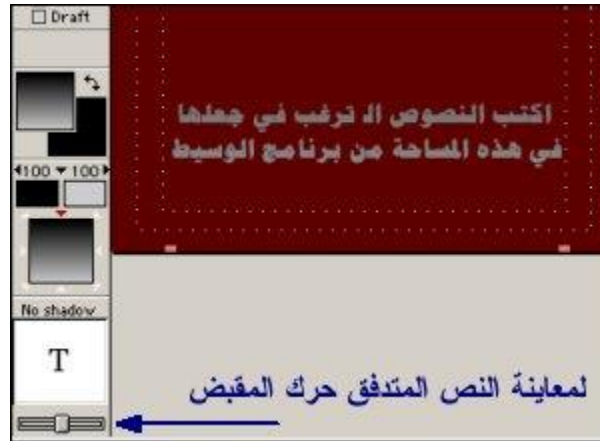 Draft
اكتب النصوص الـ ترغب في جعلها
في هذه المساحة من برنامج الوسيط
100 100
No shadow
T
لمعاينة النص المتدفق حرك المقبض